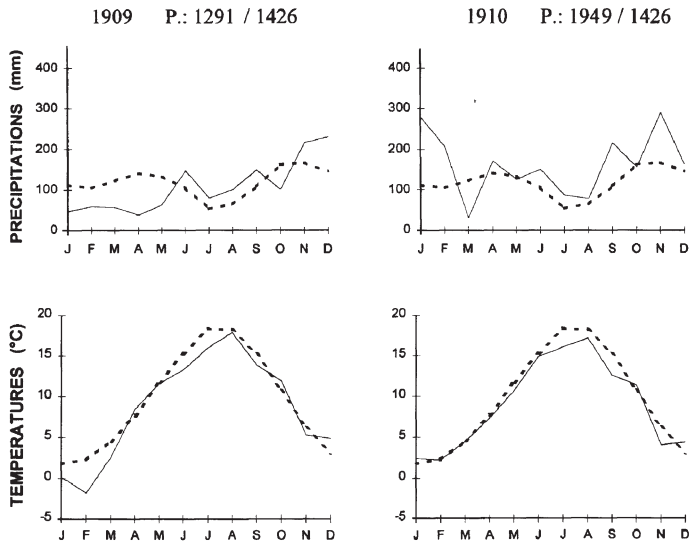 1909 P.: 1291 / 1426
1910 P.: 1949 / 1426
PRECIPITATIONS (mm)
400
300
200
100
0
J F M A M J J A S O N D
400
300
200
100
0
J F M A M J J A S O N D
TEMPERATURES (°C)
20
15
10
5
0
-5
J F M A M J J A S O N D
20
15
10
5
0
-5
J F M A M J J A S O N D